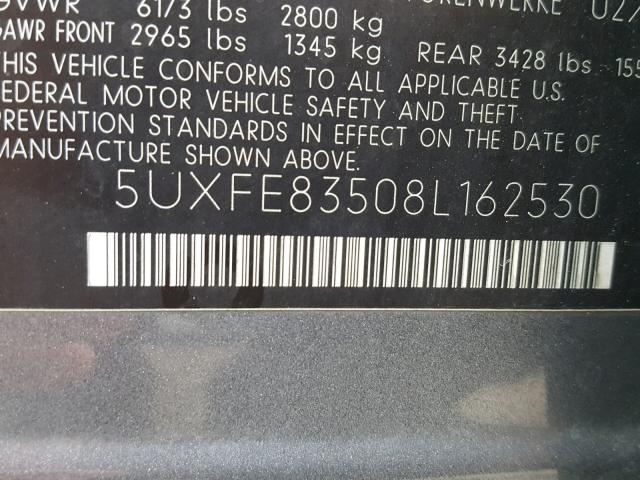 GVWR 6173 lbs 2800 kg
GAWR FRONT 2965 lbs 1345 kg REAR 3428 lbs
THIS VEHICLE CONFORMS TO ALL APPLICABLE U.S.
FEDERAL MOTOR VEHICLE SAFETY AND THEFT
PREVENTION STANDARDS IN EFFECT ON THE DATE OF
MANUFACTURE SHOWN ABOVE.
5UXFE83508L162530